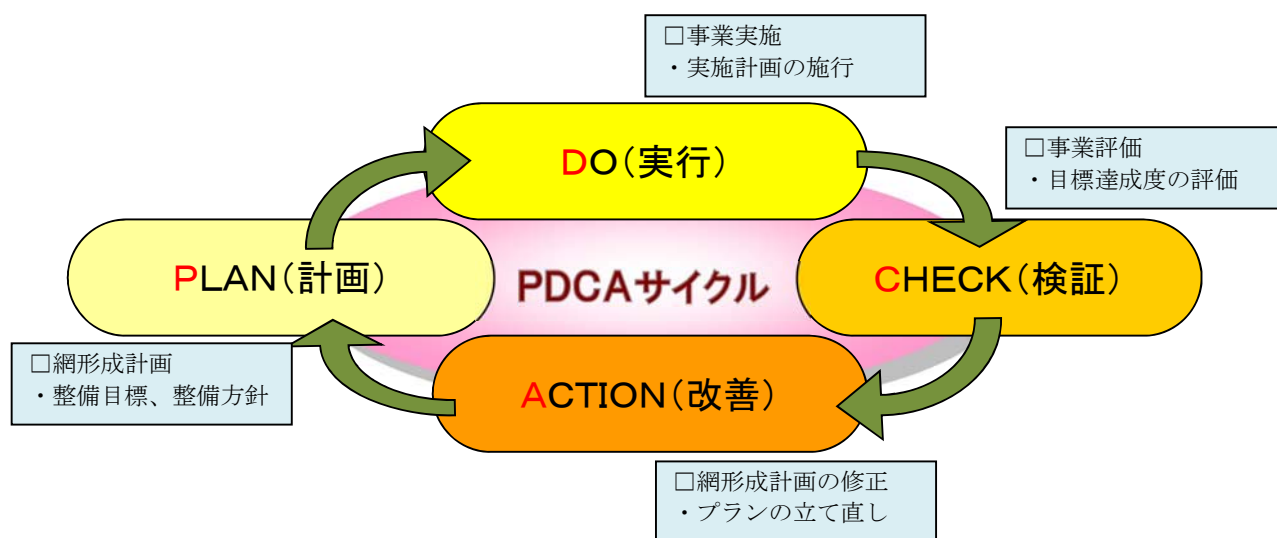 □事業実施
・実施計画の施行
DO(実行)
□事業評価
・目標達成度の評価
PLAN(計画)
PDCAサイクル
CHECK(検証)
□網形成計画
・整備目標、整備方針
ACTION(改善)
□網形成計画の修正
・プランの立て直し